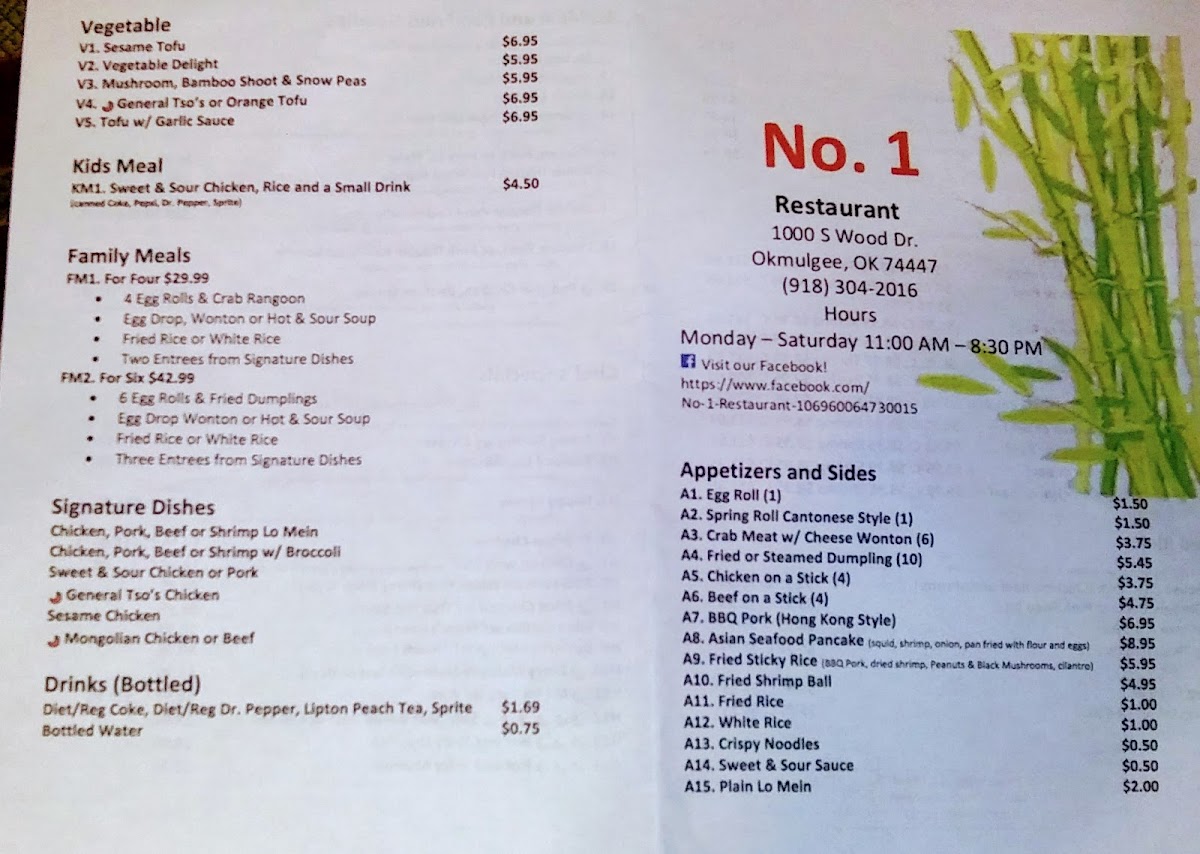 Vegetable
V1. Sesame Tofu $6.95
V2. Vegetable Delight $5.95
V3. Mushroom, Bamboo Shoot & Snow Peas $5.95
V4. General Tso's or Orange Tofu $6.95
V5. Tofu w/ Garlic Sauce $6.95
Kids Meal
KM1. Sweet & Sour Chicken, Rice and a Small Drink $4.50
(canned Coke, Pepsi, Dr. Pepper, Sprite)
Family Meals
FM1. For Four $29.99
• 4 Egg Rolls & Crab Rangoon
• Egg Drop, Wonton or Hot & Sour Soup
• Fried Rice or White Rice
• Two Entrees from Signature Dishes
FM2. For Six $42.99
• 6 Egg Rolls & Fried Dumplings
• Egg Drop Wonton or Hot & Sour Soup
• Fried Rice or White Rice
• Three Entrees from Signature Dishes
Signature Dishes
Chicken, Pork, Beef or Shrimp Lo Mein
Chicken, Pork, Beef or Shrimp w/ Broccoli
Sweet & Sour Chicken or Pork
General Tso's Chicken
Sesame Chicken
Mongolian Chicken or Beef
Drinks (Bottled)
Diet/Reg Coke, Diet/Reg Dr. Pepper, Lipton Peach Tea, Sprite $1.69
Bottled Water $0.75
No. 1
Restaurant
1000 S Wood Dr.
Okmulgee, OK 74447
(918) 304-2016
Hours
Monday – Saturday 11:00 AM – 8:30 PM
f Visit our Facebook!
https://www.facebook.com/
No-1-Restaurant-106960064730015
Appetizers and Sides
A1. Egg Roll (1) $1.50
A2. Spring Roll Cantonese Style (1) $1.50
A3. Crab Meat w/ Cheese Wonton (6) $3.75
A4. Fried or Steamed Dumpling (10) $5.45
A5. Chicken on a Stick (4) $3.75
A6. Beef on a Stick (4) $4.75
A7. BBQ Pork (Hong Kong Style) $6.95
A8. Asian Seafood Pancake (squid, shrimp, onion, pan fried with flour and eggs) $8.95
A9. Fried Sticky Rice (BBQ Pork, dried shrimp, Peanuts & Black Mushrooms, cilantro) $5.95
A10. Fried Shrimp Ball $4.95
A11. Fried Rice $1.00
A12. White Rice $1.00
A13. Crispy Noodles $0.50
A14. Sweet & Sour Sauce $0.50
A15. Plain Lo Mein $2.00